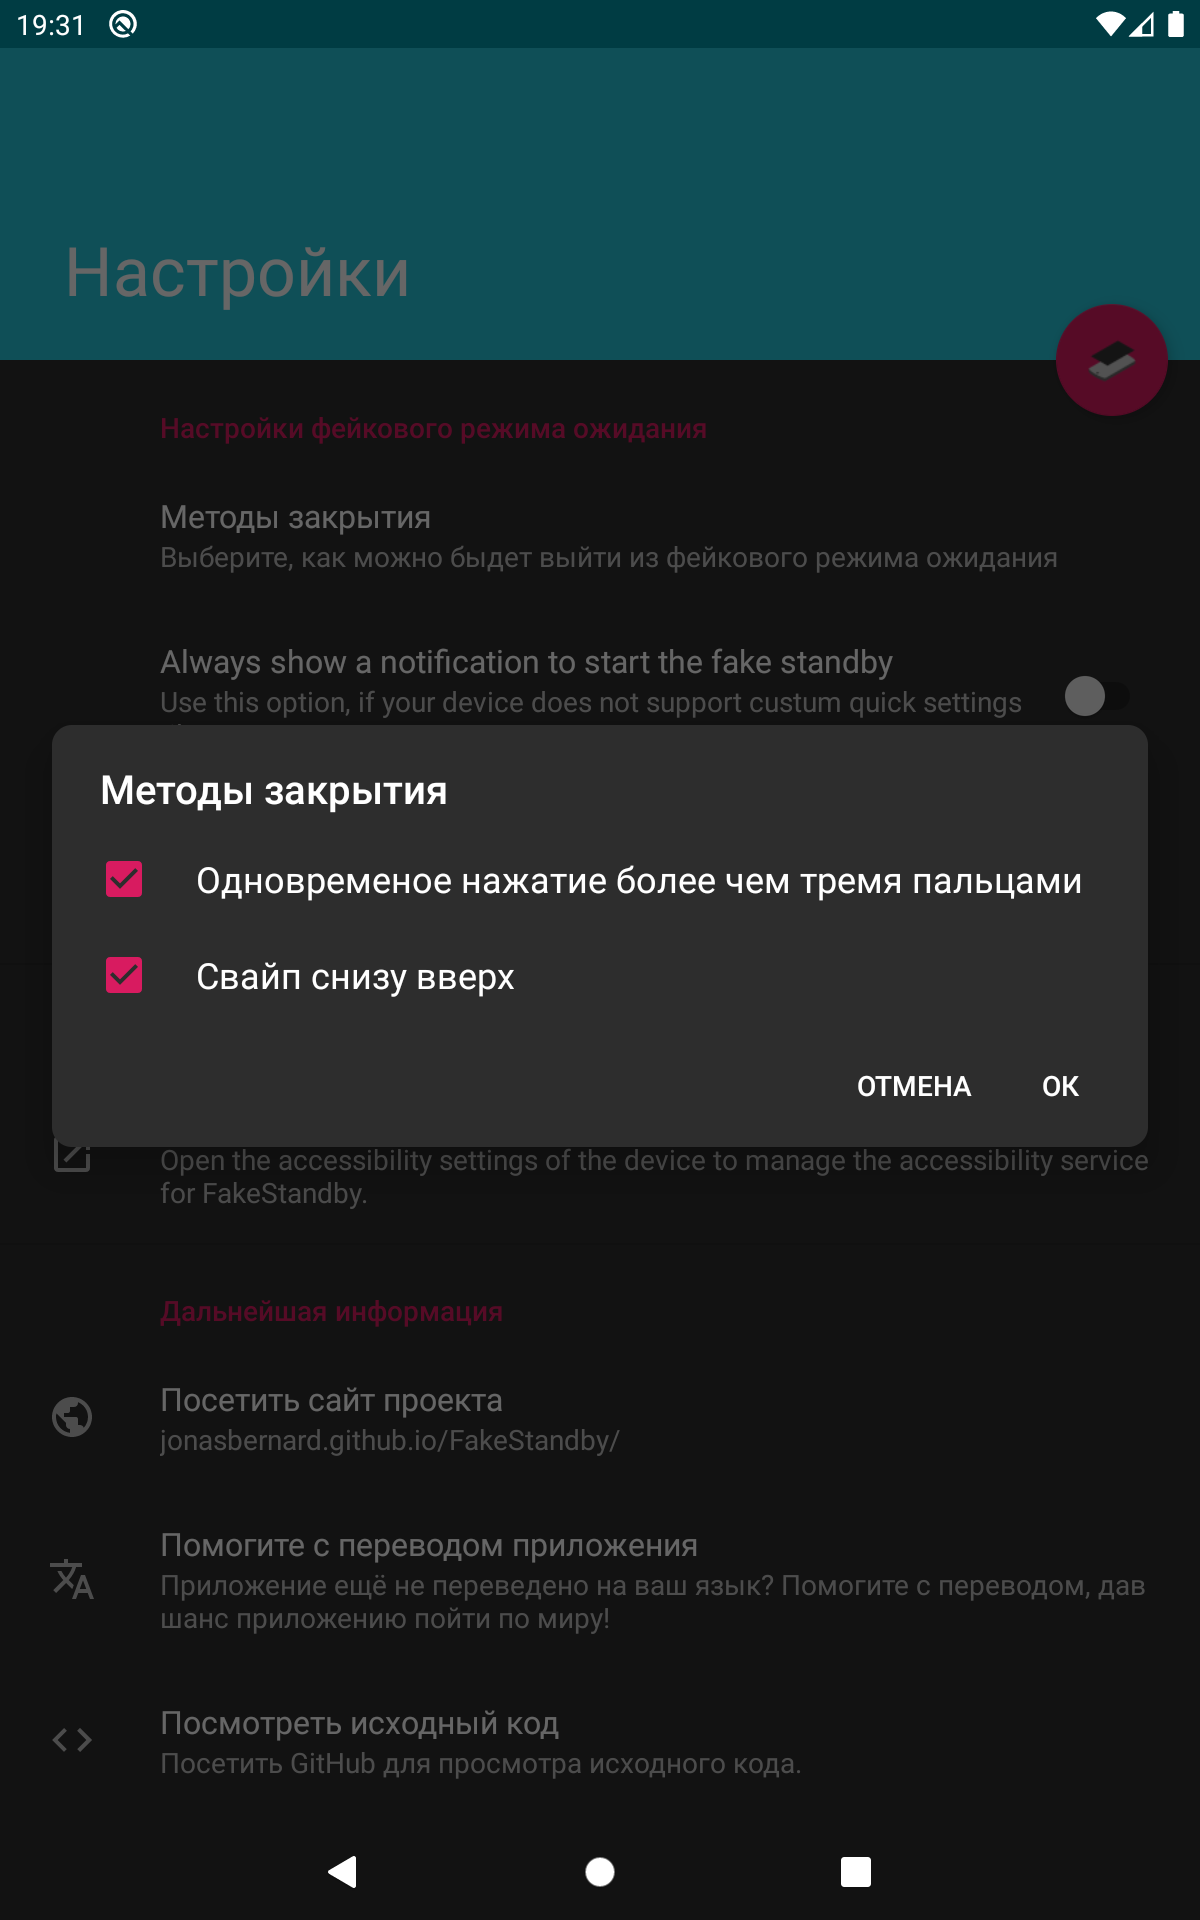 19:31
Настройки
Настройки фейкового режима ожидания
Методы закрытия
Выберите, как можно быдет выйти из фейкового режима ожидания
Always show a notification to start the fake standby
Use this option, if your device does not support custum quick settings
Методы закрытия
Одновременое нажатие более чем тремя пальцами
Свайп снизу вверх
ОТМЕНА
ОК
Open the accessibility settings of the device to manage the accessibility service
for FakeStandby.
Дальнейшая информация
Посетить сайт проекта
jonasbernard.github.io/FakeStandby/
Помогите с переводом приложения
Приложение ещё не переведено на ваш язык? Помогите с переводом, дав
шанс приложению пойти по миру!
Посмотреть исходный код
Посетить GitHub для просмотра исходного кода.